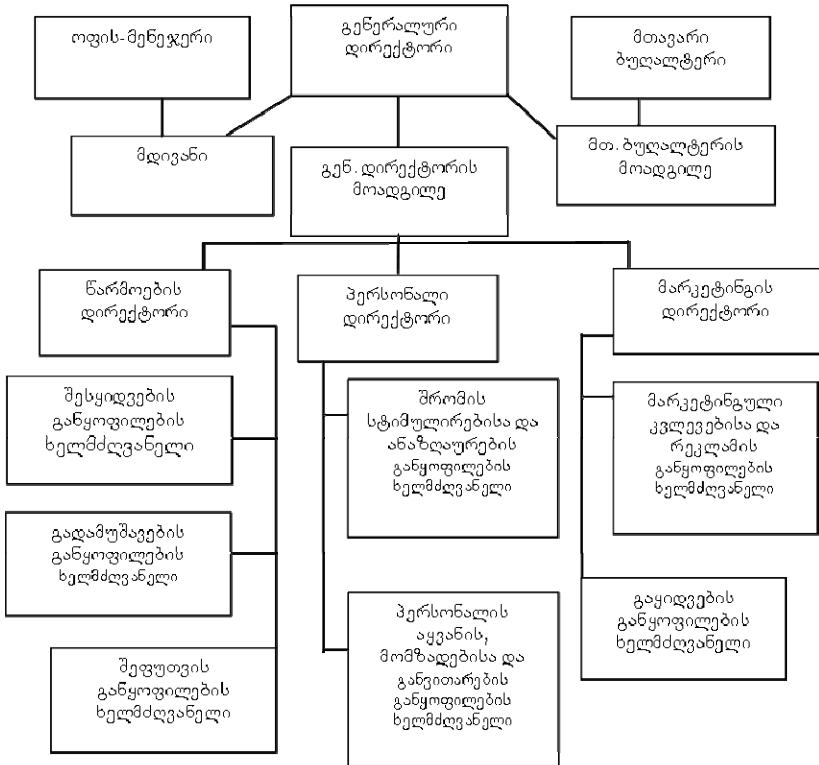 ოფის-მენეჯერი
გენერალური
დირექტორი
მთავარი
ბუღალტერი
მდივანი
გენ. დირექტორის
მოადგილე
მთ. ბუღალტერის
მოადგილე
წარმოების
დირექტორი
პერსონალი
დირექტორი
მარკეტინგის
დირექტორი
შესყიდვების
განყოფილების
ხელმძღვანელი
შრომის
სტიმულირებისა და
ანაზღაურების
განყოფილების
ხელმძღვანელი
მარკეტინგული
კვლევებისა და
რეკლამის
განყოფილების
ხელმძღვანელი
გადამუშავების
განყოფილების
ხელმძღვანელი
პერსონალის
აყვანის,
მომზადებისა და
განვითარების
განყოფილების
ხელმძღვანელი
გაყიდვების
განყოფილების
ხელმძღვანელი
შეფუთვის
განყოფილების
ხელმძღვანელი